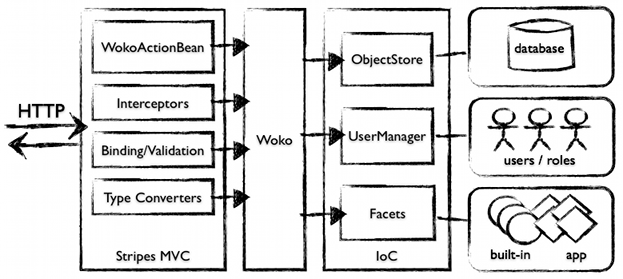 HTTP
WokoActionBean
Interceptors
Binding/Validation
Type Converters
Stripes MVC
Woko
ObjectStore
UserManager
Facets
IoC
database
users / roles
built-in app